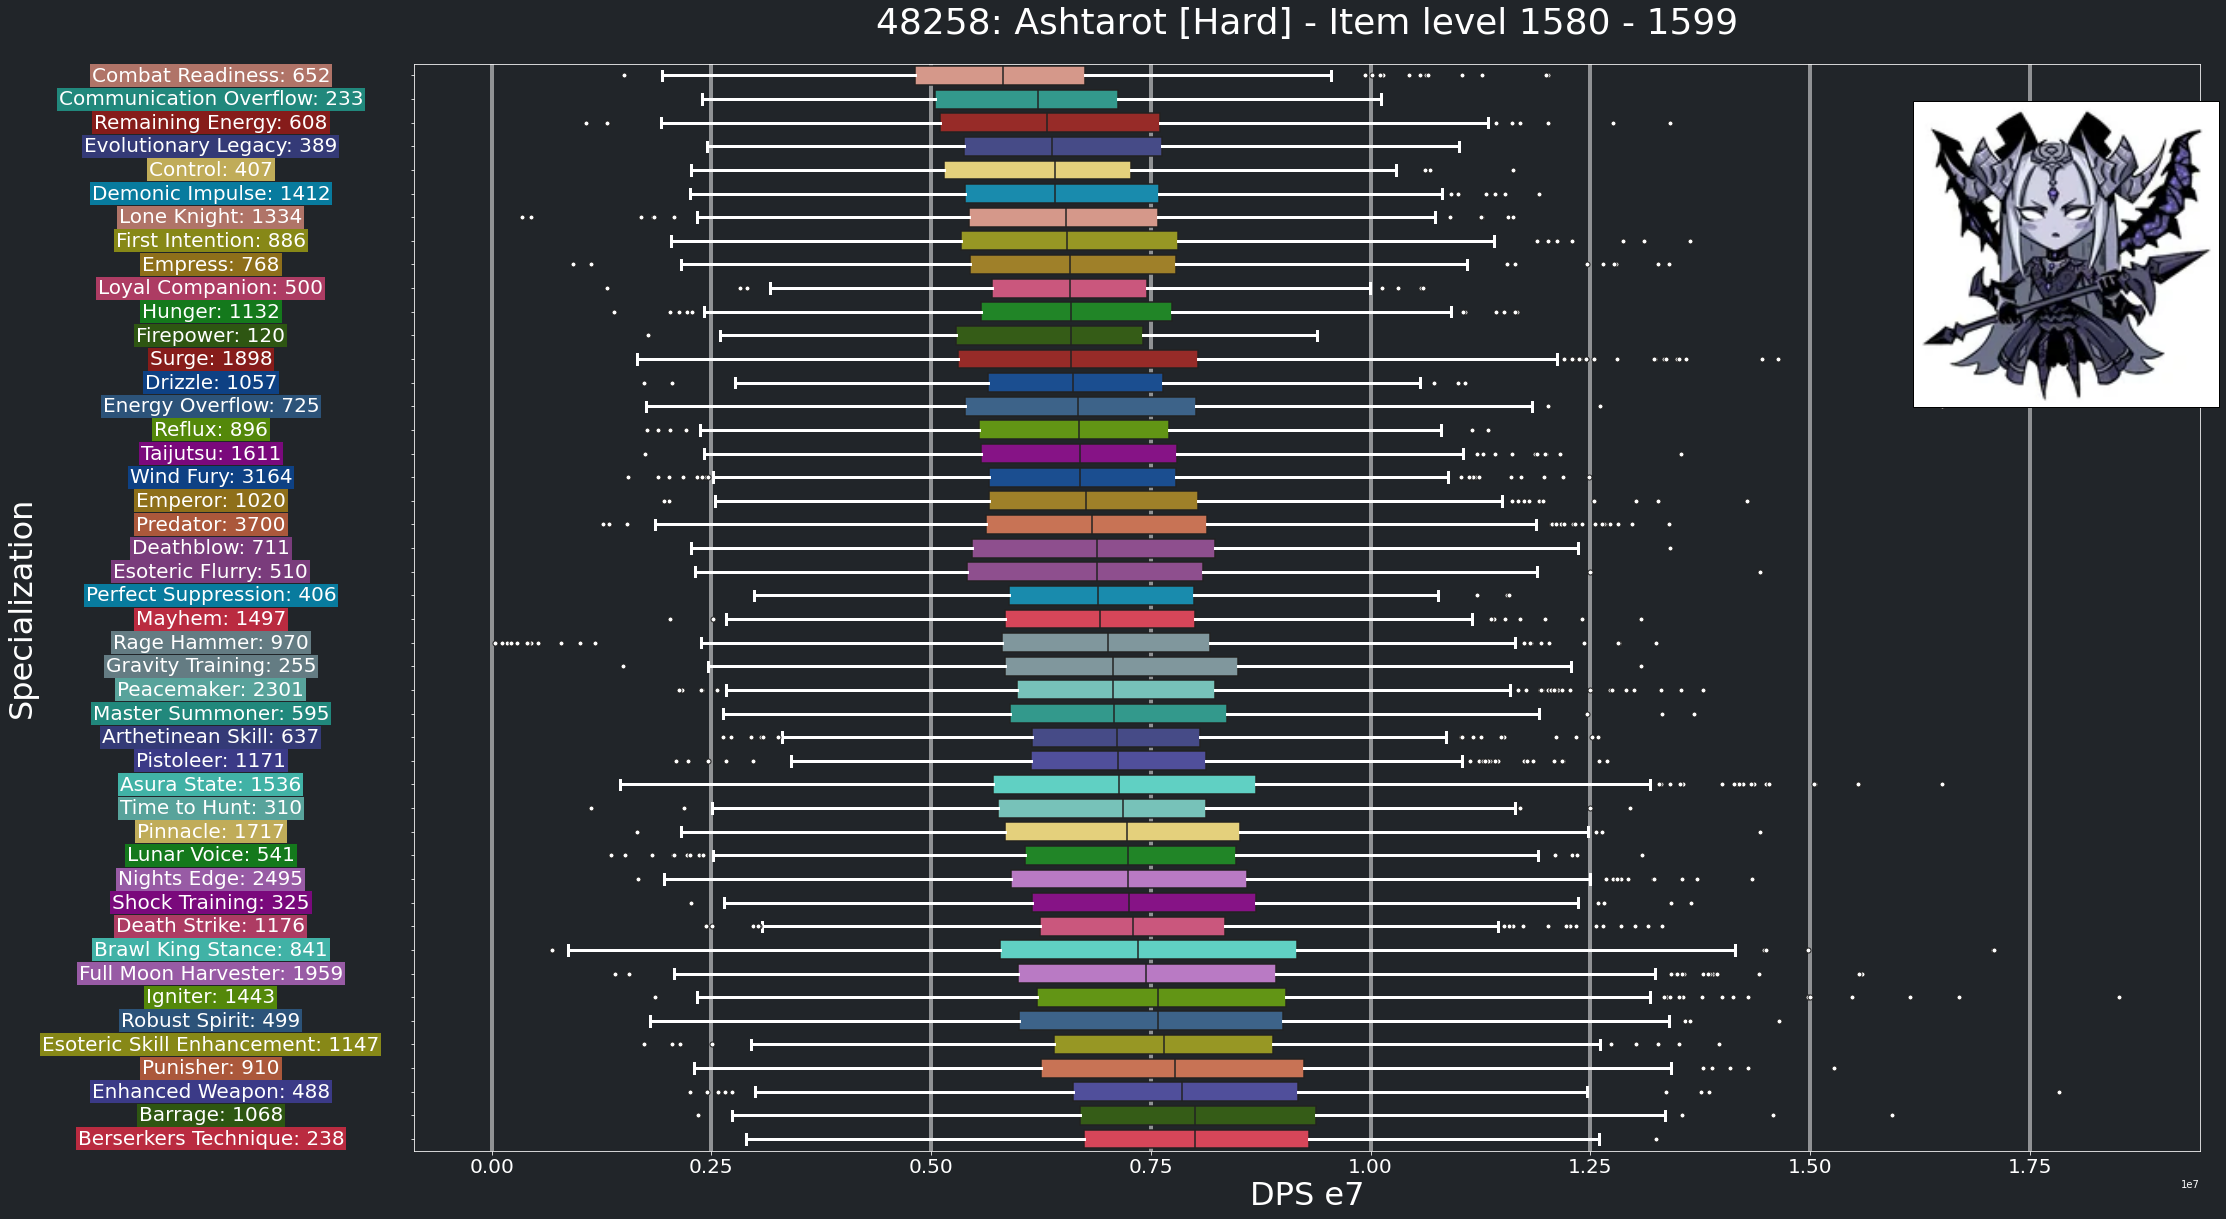 48258: Ashtarot [Hard] - Item level 1580 - 1599
Specialization
Combat Readiness: 652
Communication Overflow: 233
Remaining Energy: 608
Evolutionary Legacy: 389
Control: 407
Demonic Impulse: 1412
Lone Knight: 1334
First Intention: 886
Empress: 768
Loyal Companion: 500
Hunger: 1132
Firepower: 120
Surge: 1898
Drizzle: 1057
Energy Overflow: 725
Reflux: 896
Taijutsu: 1611
Wind Fury: 3164
Emperor: 1020
Predator: 3700
Deathblow: 711
Esoteric Flurry: 510
Perfect Suppression: 406
Mayhem: 1497
Rage Hammer: 970
Gravity Training: 255
Peacemaker: 2301
Master Summoner: 595
Arthetinean Skill: 637
Pistoleer: 1171
Asura State: 1536
Time to Hunt: 310
Pinnacle: 1717
Lunar Voice: 541
Nights Edge: 2495
Shock Training: 325
Death Strike: 1176
Brawl King Stance: 841
Full Moon Harvester: 1959
Igniter: 1443
Robust Spirit: 499
Esoteric Skill Enhancement: 1147
Punisher: 910
Enhanced Weapon: 488
Barrage: 1068
Berserkers Technique: 238
0.00 0.25 0.50 0.75 1.00 1.25 1.50 1.75
DPS e7
1e7